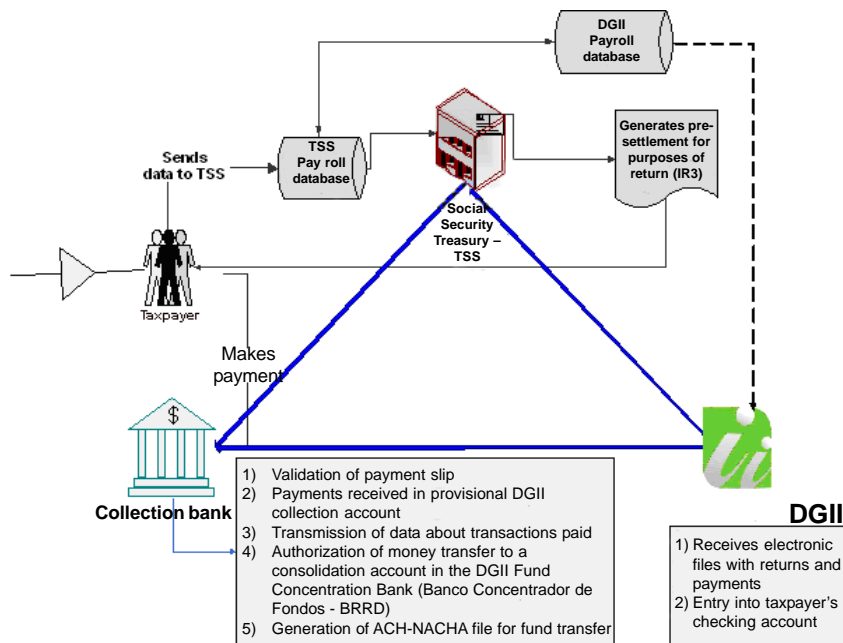 DGII
Payroll
database
TSS
Pay roll
database
Sends
data to TSS
Generates pre-
settlement for
purposes of
return (IR3)
Social
Security
Treasury –
TSS
Taxpayer
Makes
payment
$
Collection bank
1) Validation of payment slip
2) Payments received in provisional DGII
collection account
3) Transmission of data about transactions paid
4) Authorization of money transfer to a
consolidation account in the DGII Fund
Concentration Bank (Banco Concentrador de
Fondos - BRRD)
5) Generation of ACH-NACHA file for fund transfer
DGII
1) Receives electronic
files with returns and
payments
2) Entry into taxpayer’s
checking account